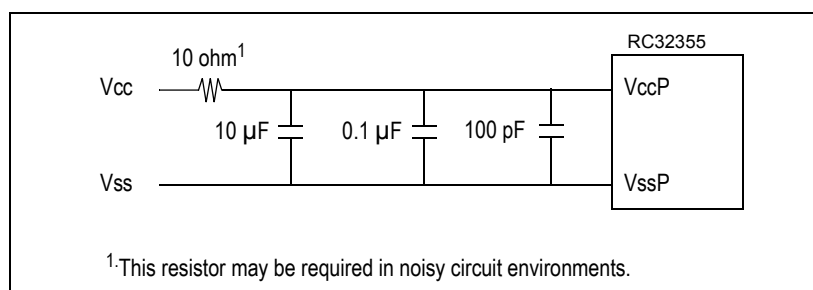 RC32355
10 ohm1
Vcc
VccP
10 µF
0.1 µF
100 pF
Vss
VssP
1.This resistor may be required in noisy circuit environments.